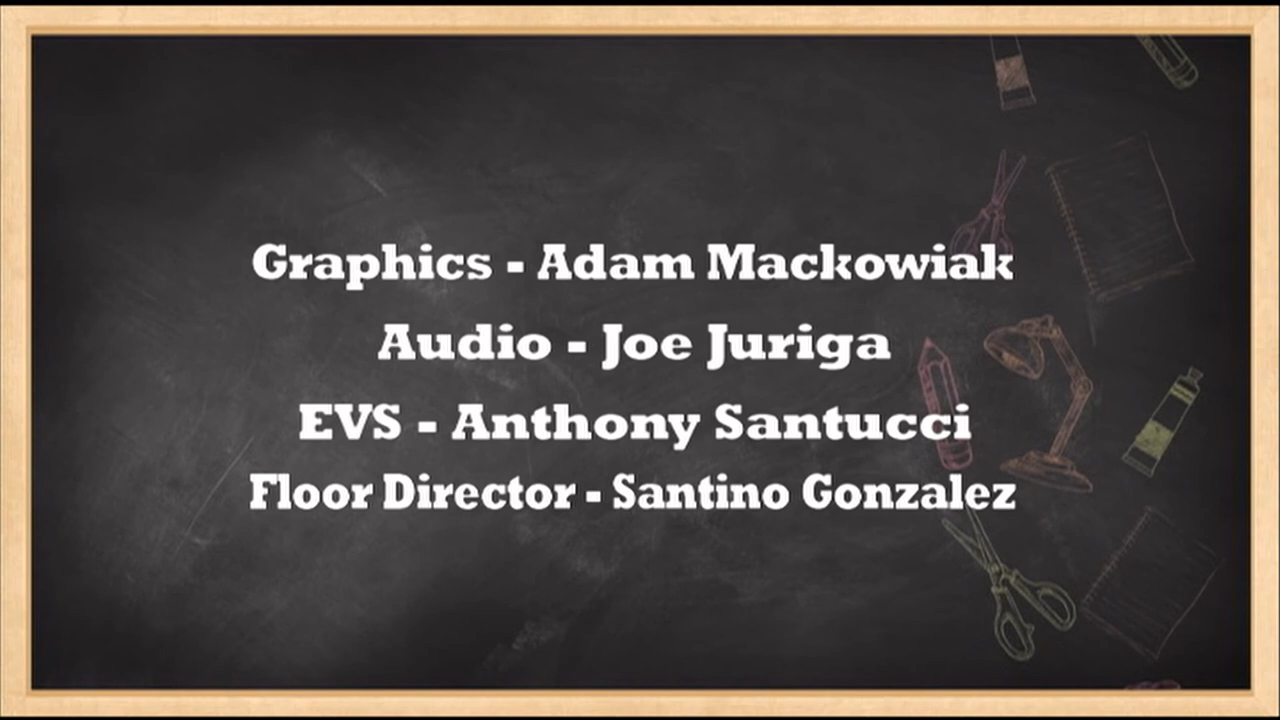 Graphics - Adam Mackowiak
Audio - Joe Juriga
EVS - Anthony Santucci
Floor Director - Santino Gonzalez